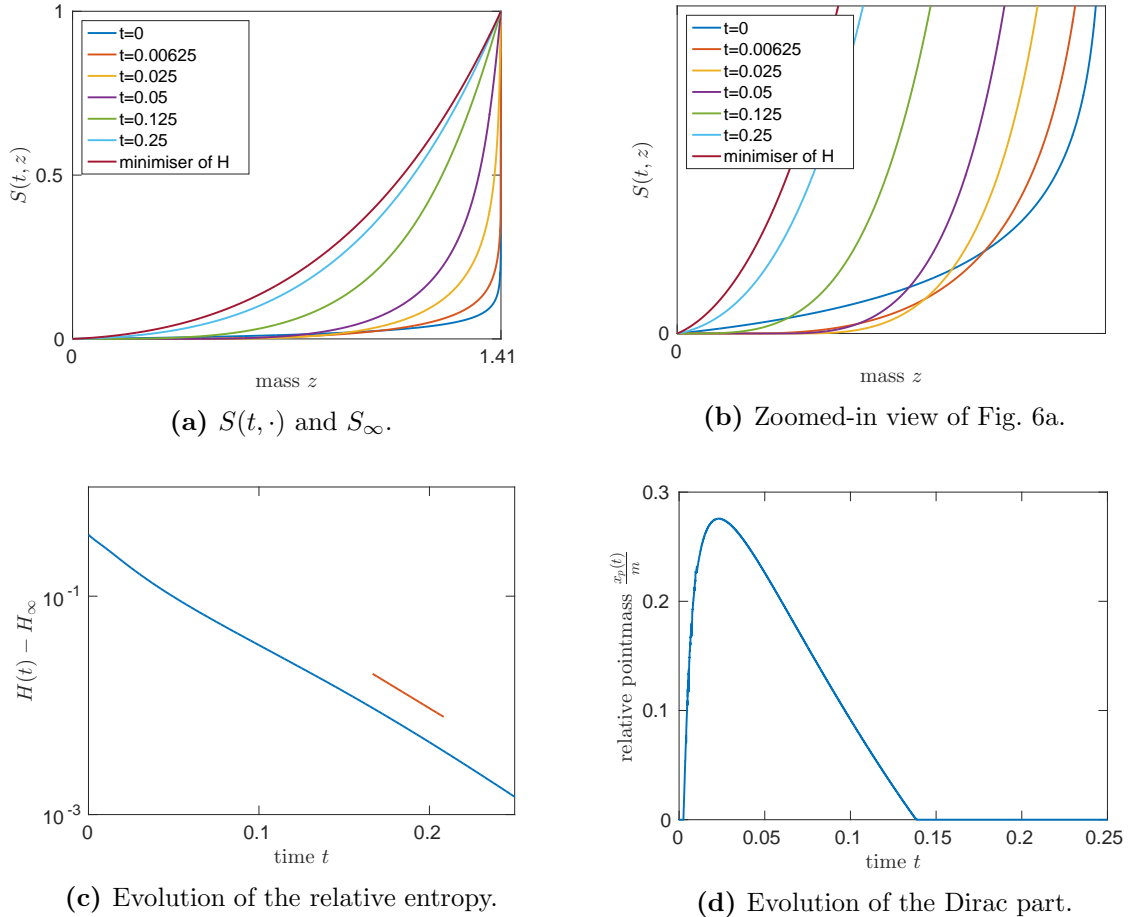 1
0.5
0
S(t, z)
t=0
t=0.00625
t=0.025
t=0.05
t=0.125
t=0.25
minimiser of H
0
1.41
mass z
(a) S(t, ·) and S∞.
S(t, z)
0
t=0
t=0.00625
t=0.025
t=0.05
t=0.125
t=0.25
minimiser of H
0
mass z
(b) Zoomed-in view of Fig. 6a.
H(t) − H∞
10^-1
10^-3
0
0.1
0.2
time t
(c) Evolution of the relative entropy.
relative pointmass x_p(t)/m
0.3
0.2
0.1
0
0
0.05
0.1
0.15
0.2
0.25
time t
(d) Evolution of the Dirac part.